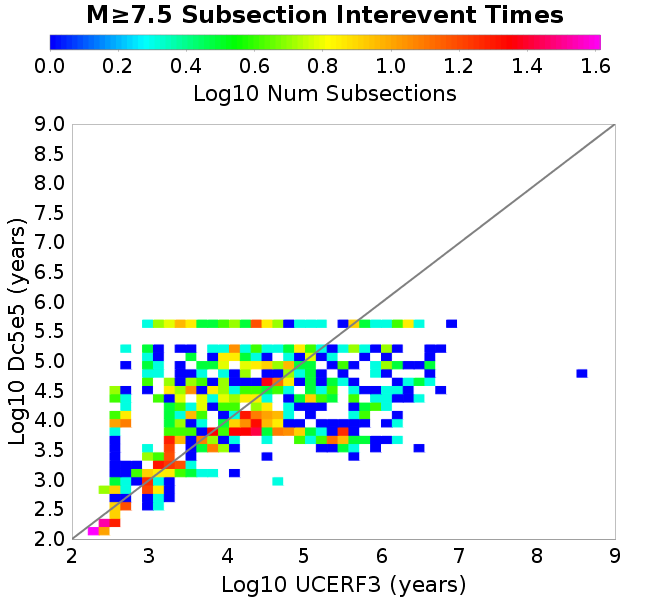 M≥7.5 Subsection Interevent Times
0.0 0.2 0.4 0.6 0.8 1.0 1.2 1.4 1.6
Log10 Num Subsections
Log10 Dc5e5 (years)
9.0
8.5
8.0
7.5
7.0
6.5
6.0
5.5
5.0
4.5
4.0
3.5
3.0
2.5
2.0
2 3 4 5 6 7 8 9
Log10 UCERF3 (years)